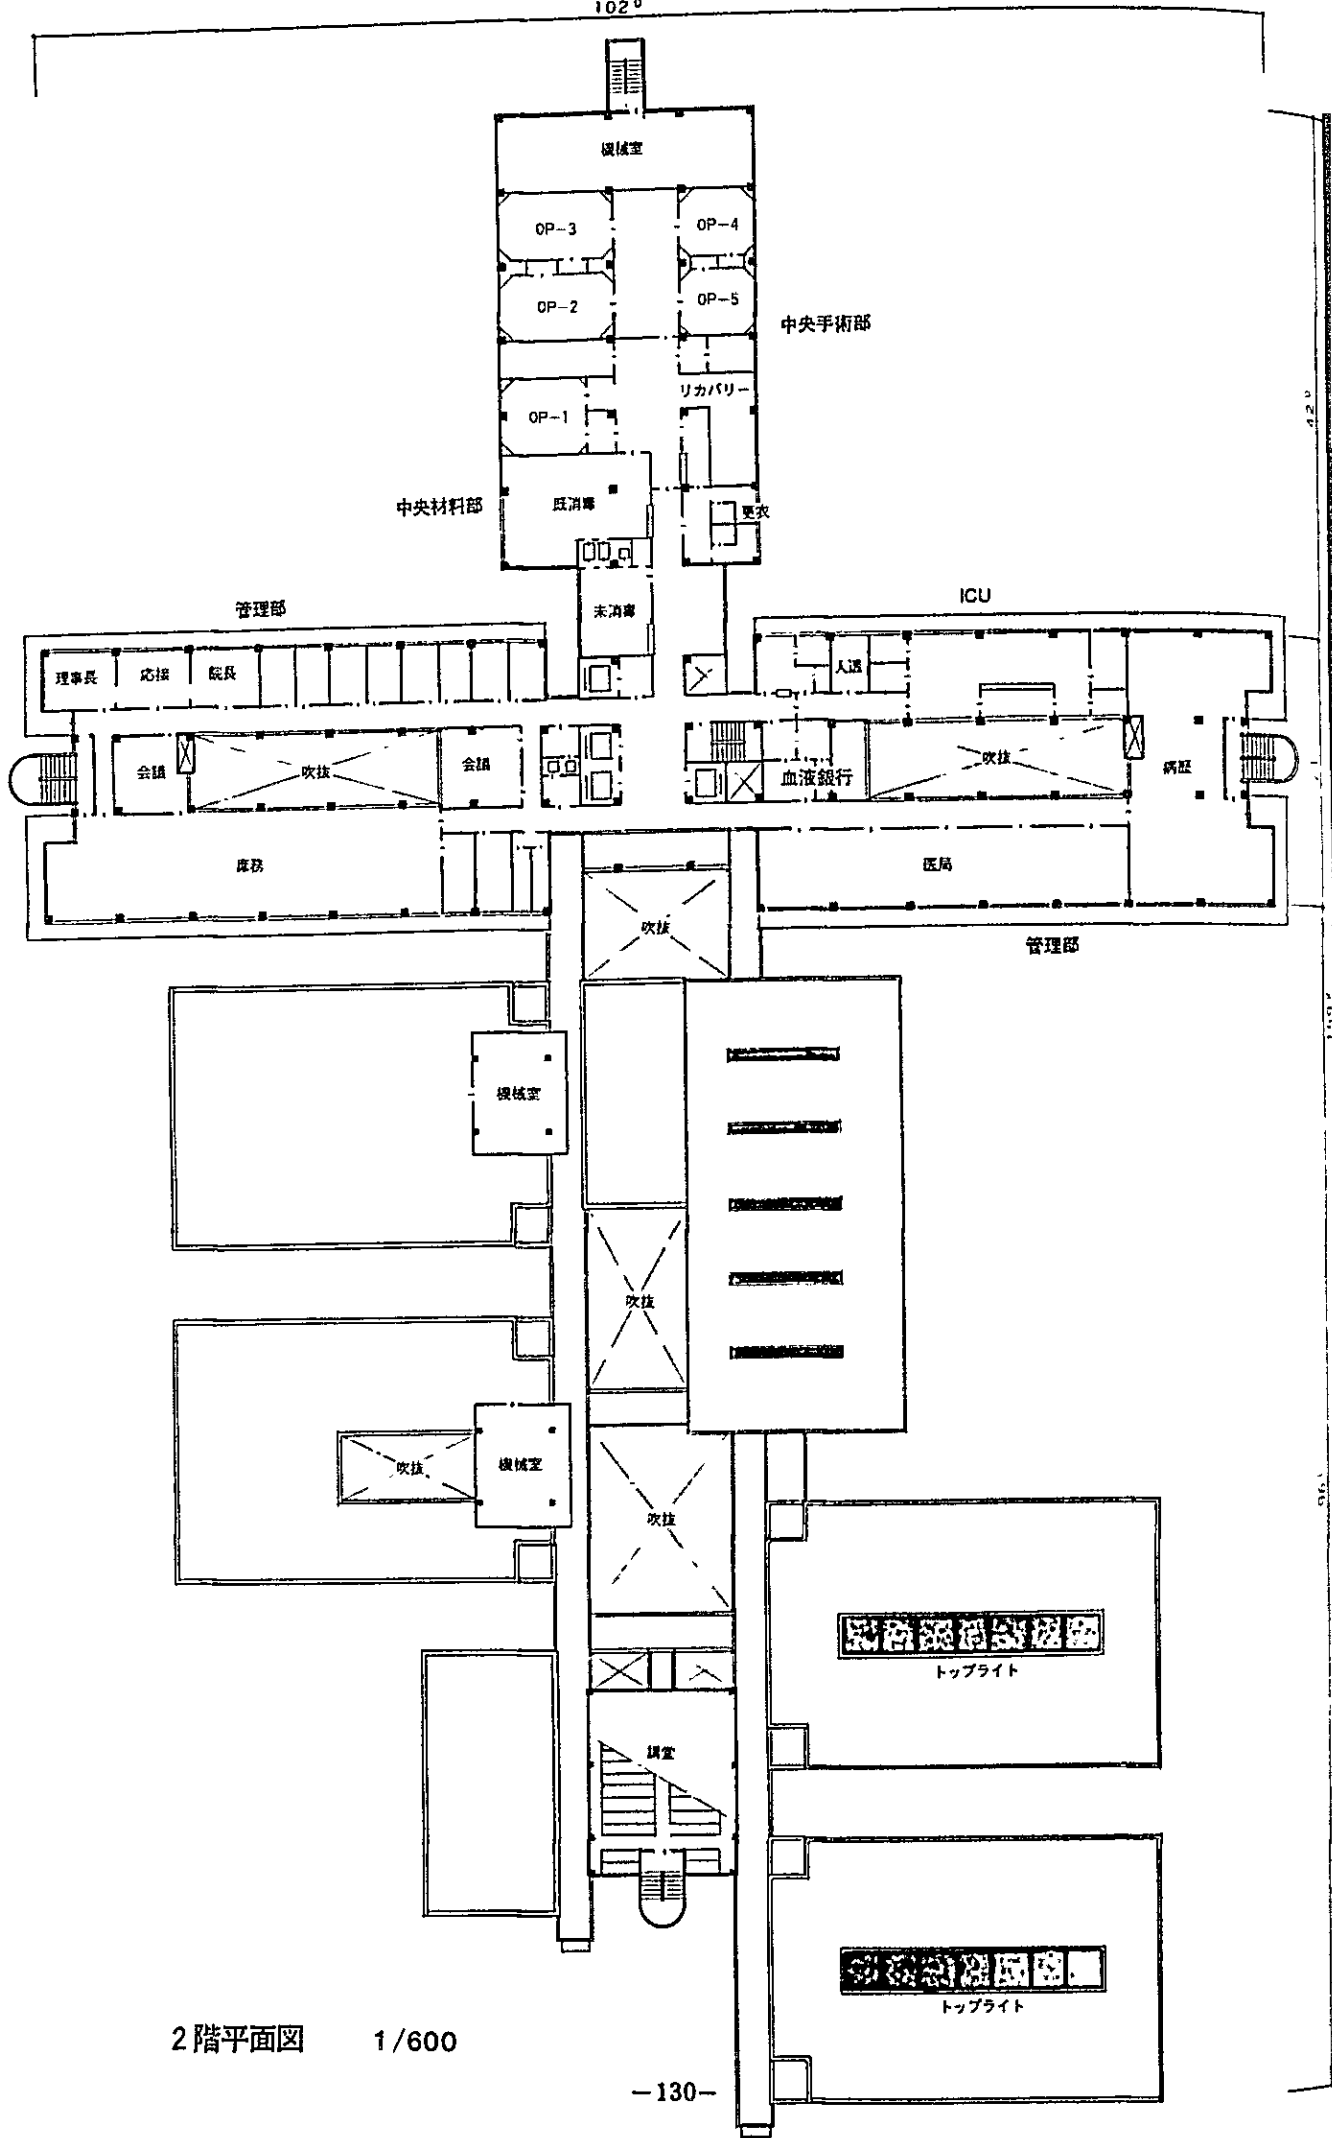 102⁰
機械室
OP-3
OP-4
OP-2
OP-5
中央手術部
リカバリー
OP-1
42⁰
中央材料部
既消毒
更衣
未消毒
管理部
ICU
理事長
応接
院長
人透
会議
吹抜
会議
血液銀行
吹抜
病歴
庶務
医局
吹抜
管理部
機械室
吹抜
吹抜
機械室
吹抜
トップライト
講堂
トップライト
2階平面図 1/600
-130-